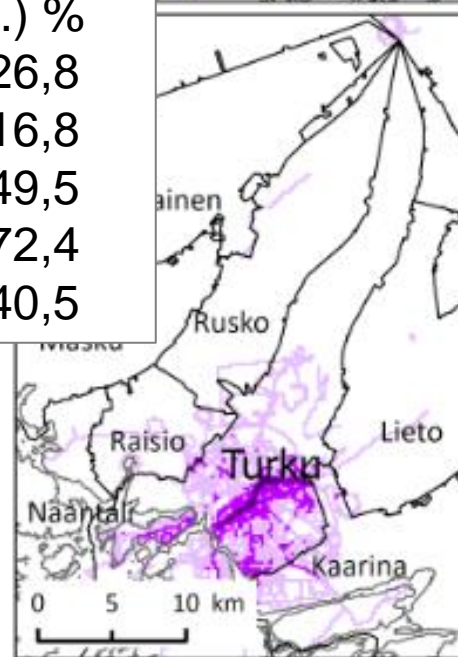 .) %
26,8
16,8
49,5
72,4
40,5
ainen
Rusko
Masku
Raisio
Turku
Lieto
Naantali
Kaarina
0 5 10 km